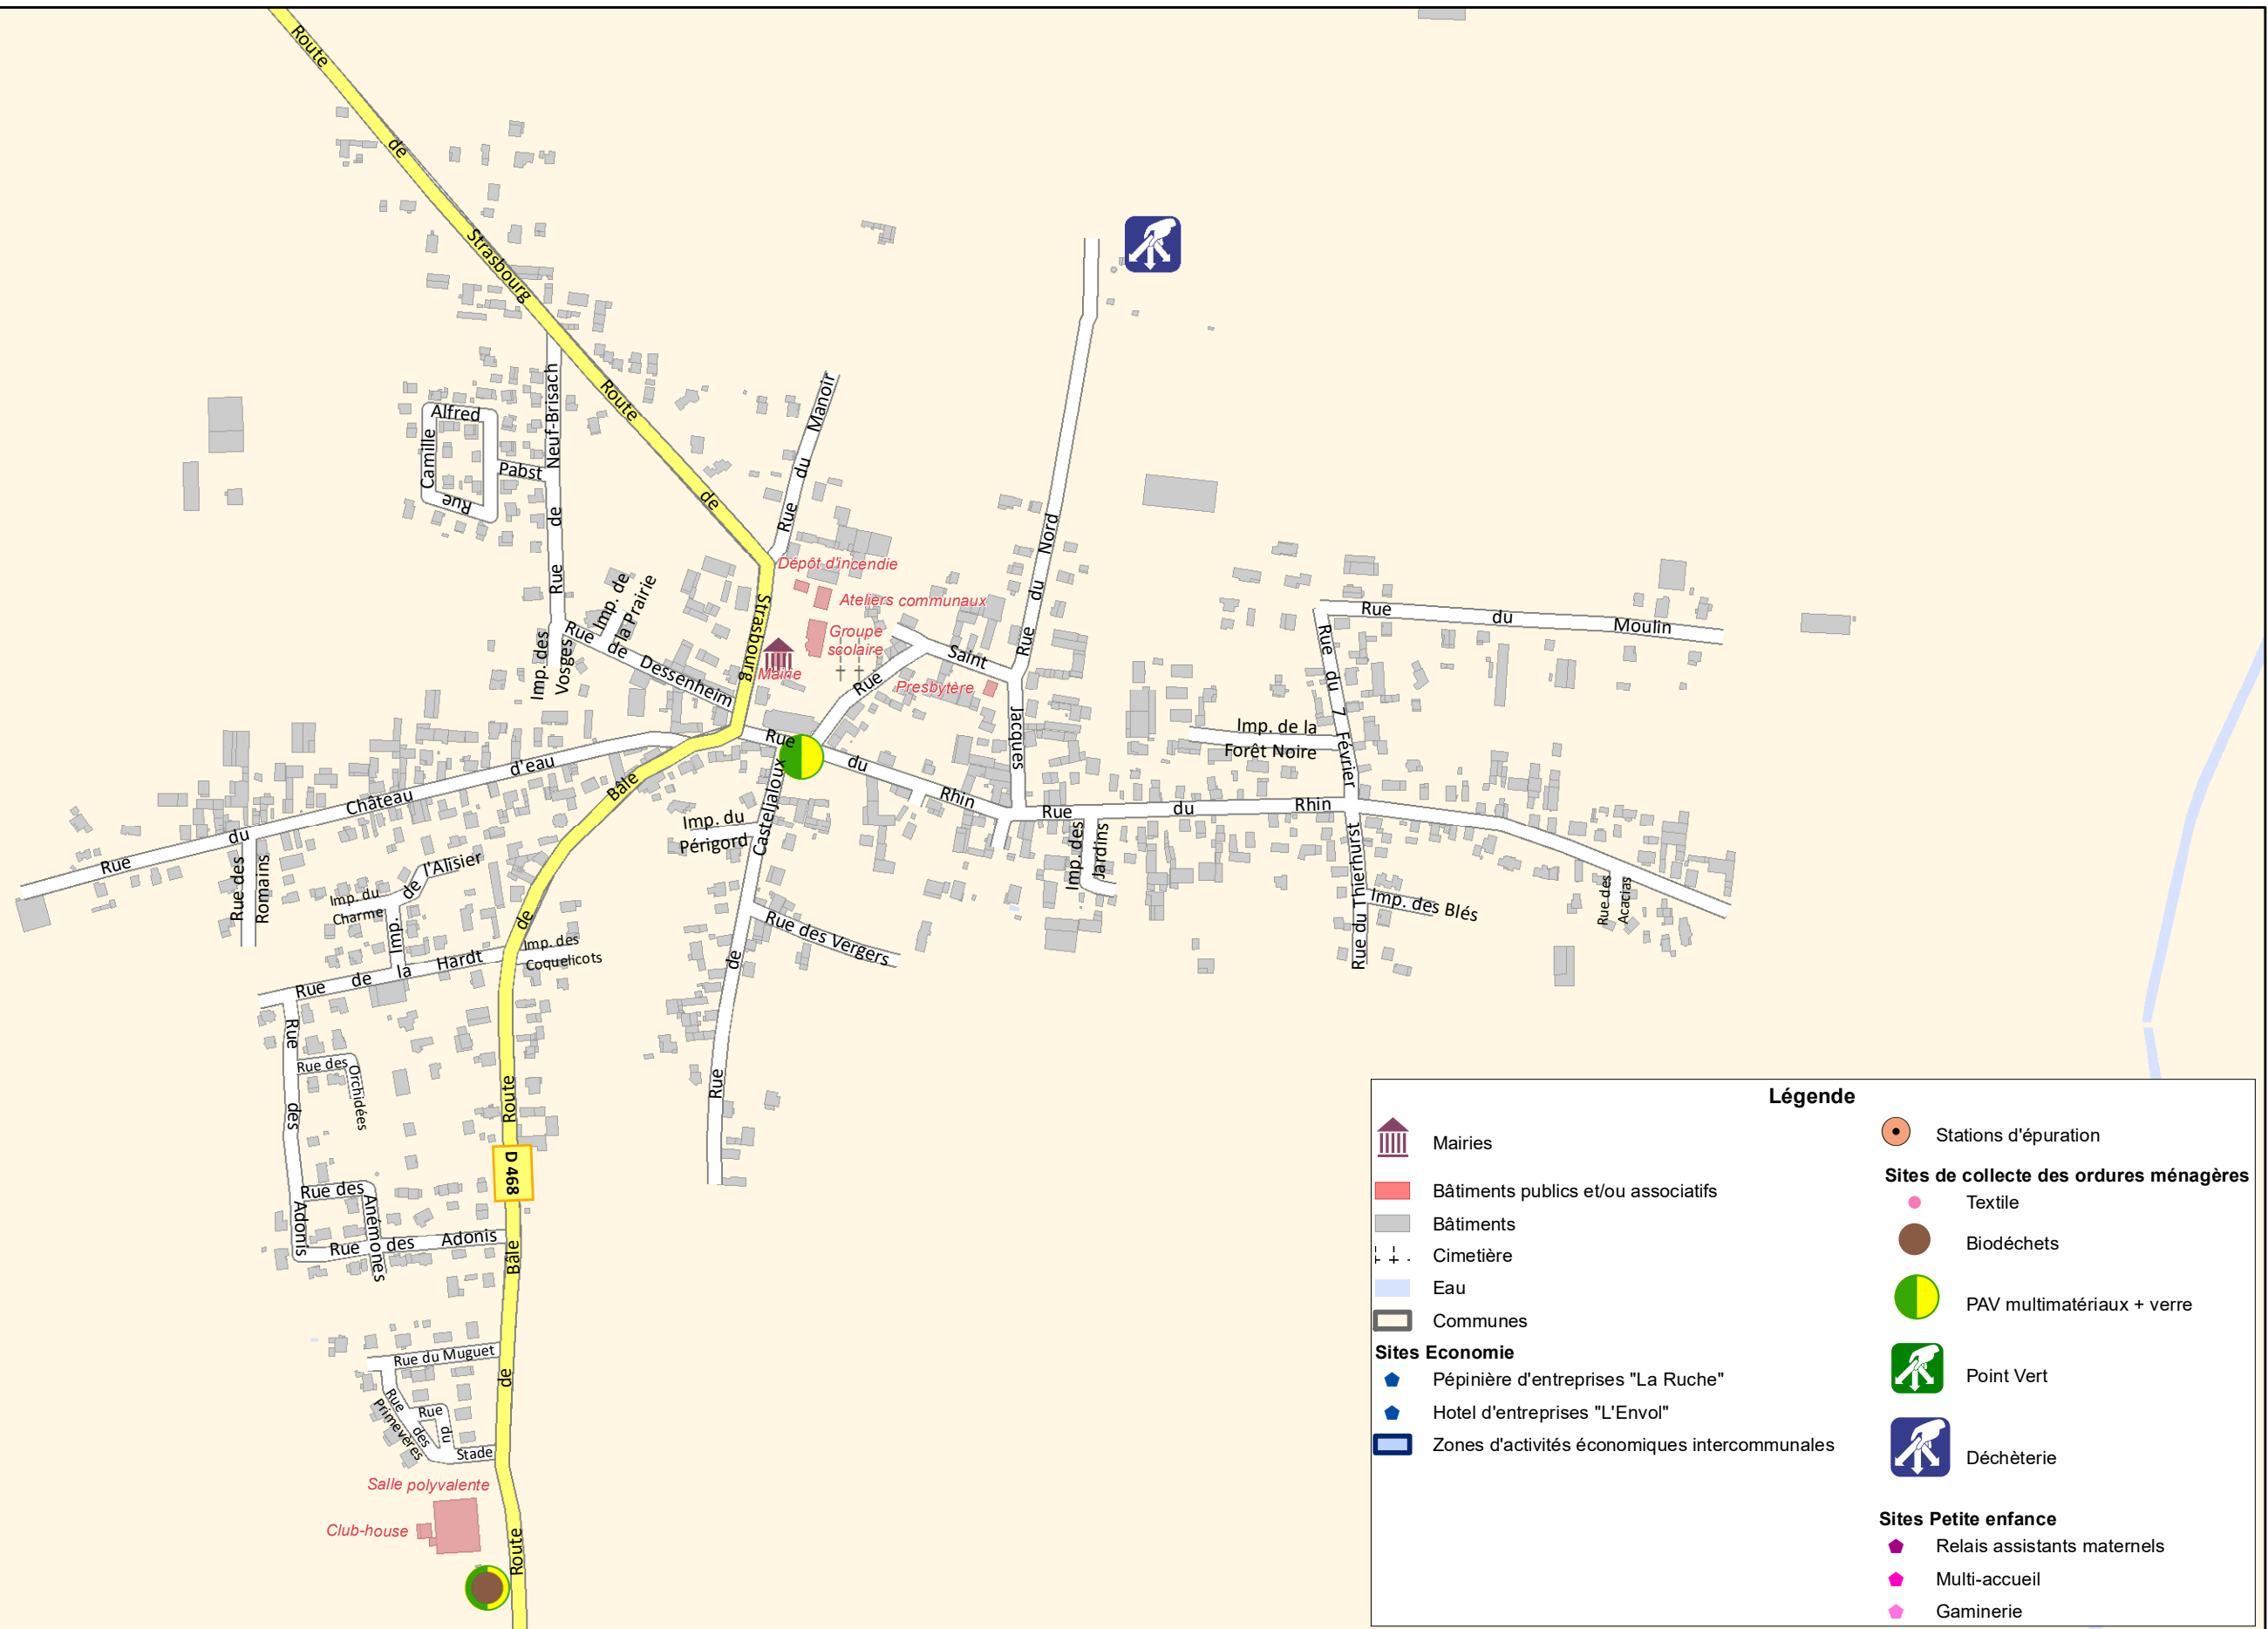 Route
de
Strasbourg
Route
de
Strasbourg
Alfred
Camille
Pabst
Rue
Neuf-Brisach
de
Rue
Manoir
du
Rue
Dépôt d'incendie
Ateliers communaux
Groupe
scolaire
Mairie
Presbytère
Imp. de
la Prairie
Imp. des
Vosges
Rue
de
Dessenheim
Nord
du
Rue
Saint
Rue
Jacques
Rue
du
Moulin
Rue
du
7
Février
Imp. de la
Forêt Noire
Rue
du
Rhin
Rue
du
Rhin
Rue
du
Château
d'eau
Bâle
Imp. du
Périgord
Casteljaloux
de
Rue
Rue des Vergers
Imp. des
Jardins
Rue du Thierhurst
Imp. des Blés
Rue des
Acacias
Rue des
Romains
Imp. du
Charme
Imp.
de
l'Alisier
de
Imp. des
Coquelicots
Rue
de
la
Hardt
Rue
des
Adonis
Rue des
Orchidées
Rue des
Anémones
Rue
des
Adonis
Route
D 468
Bâle
de
Route
Rue du Muguet
Rue
des
Primevères
Rue
du
Stade
Salle polyvalente
Club-house
Légende
Mairies
Bâtiments publics et/ou associatifs
Bâtiments
Cimetière
Eau
Communes
Sites Economie
Pépinière d'entreprises "La Ruche"
Hotel d'entreprises "L'Envol"
Zones d'activités économiques intercommunales
Stations d'épuration
Sites de collecte des ordures ménagères
Textile
Biodéchets
PAV multimatériaux + verre
Point Vert
Déchèterie
Sites Petite enfance
Relais assistants maternels
Multi-accueil
Gaminerie